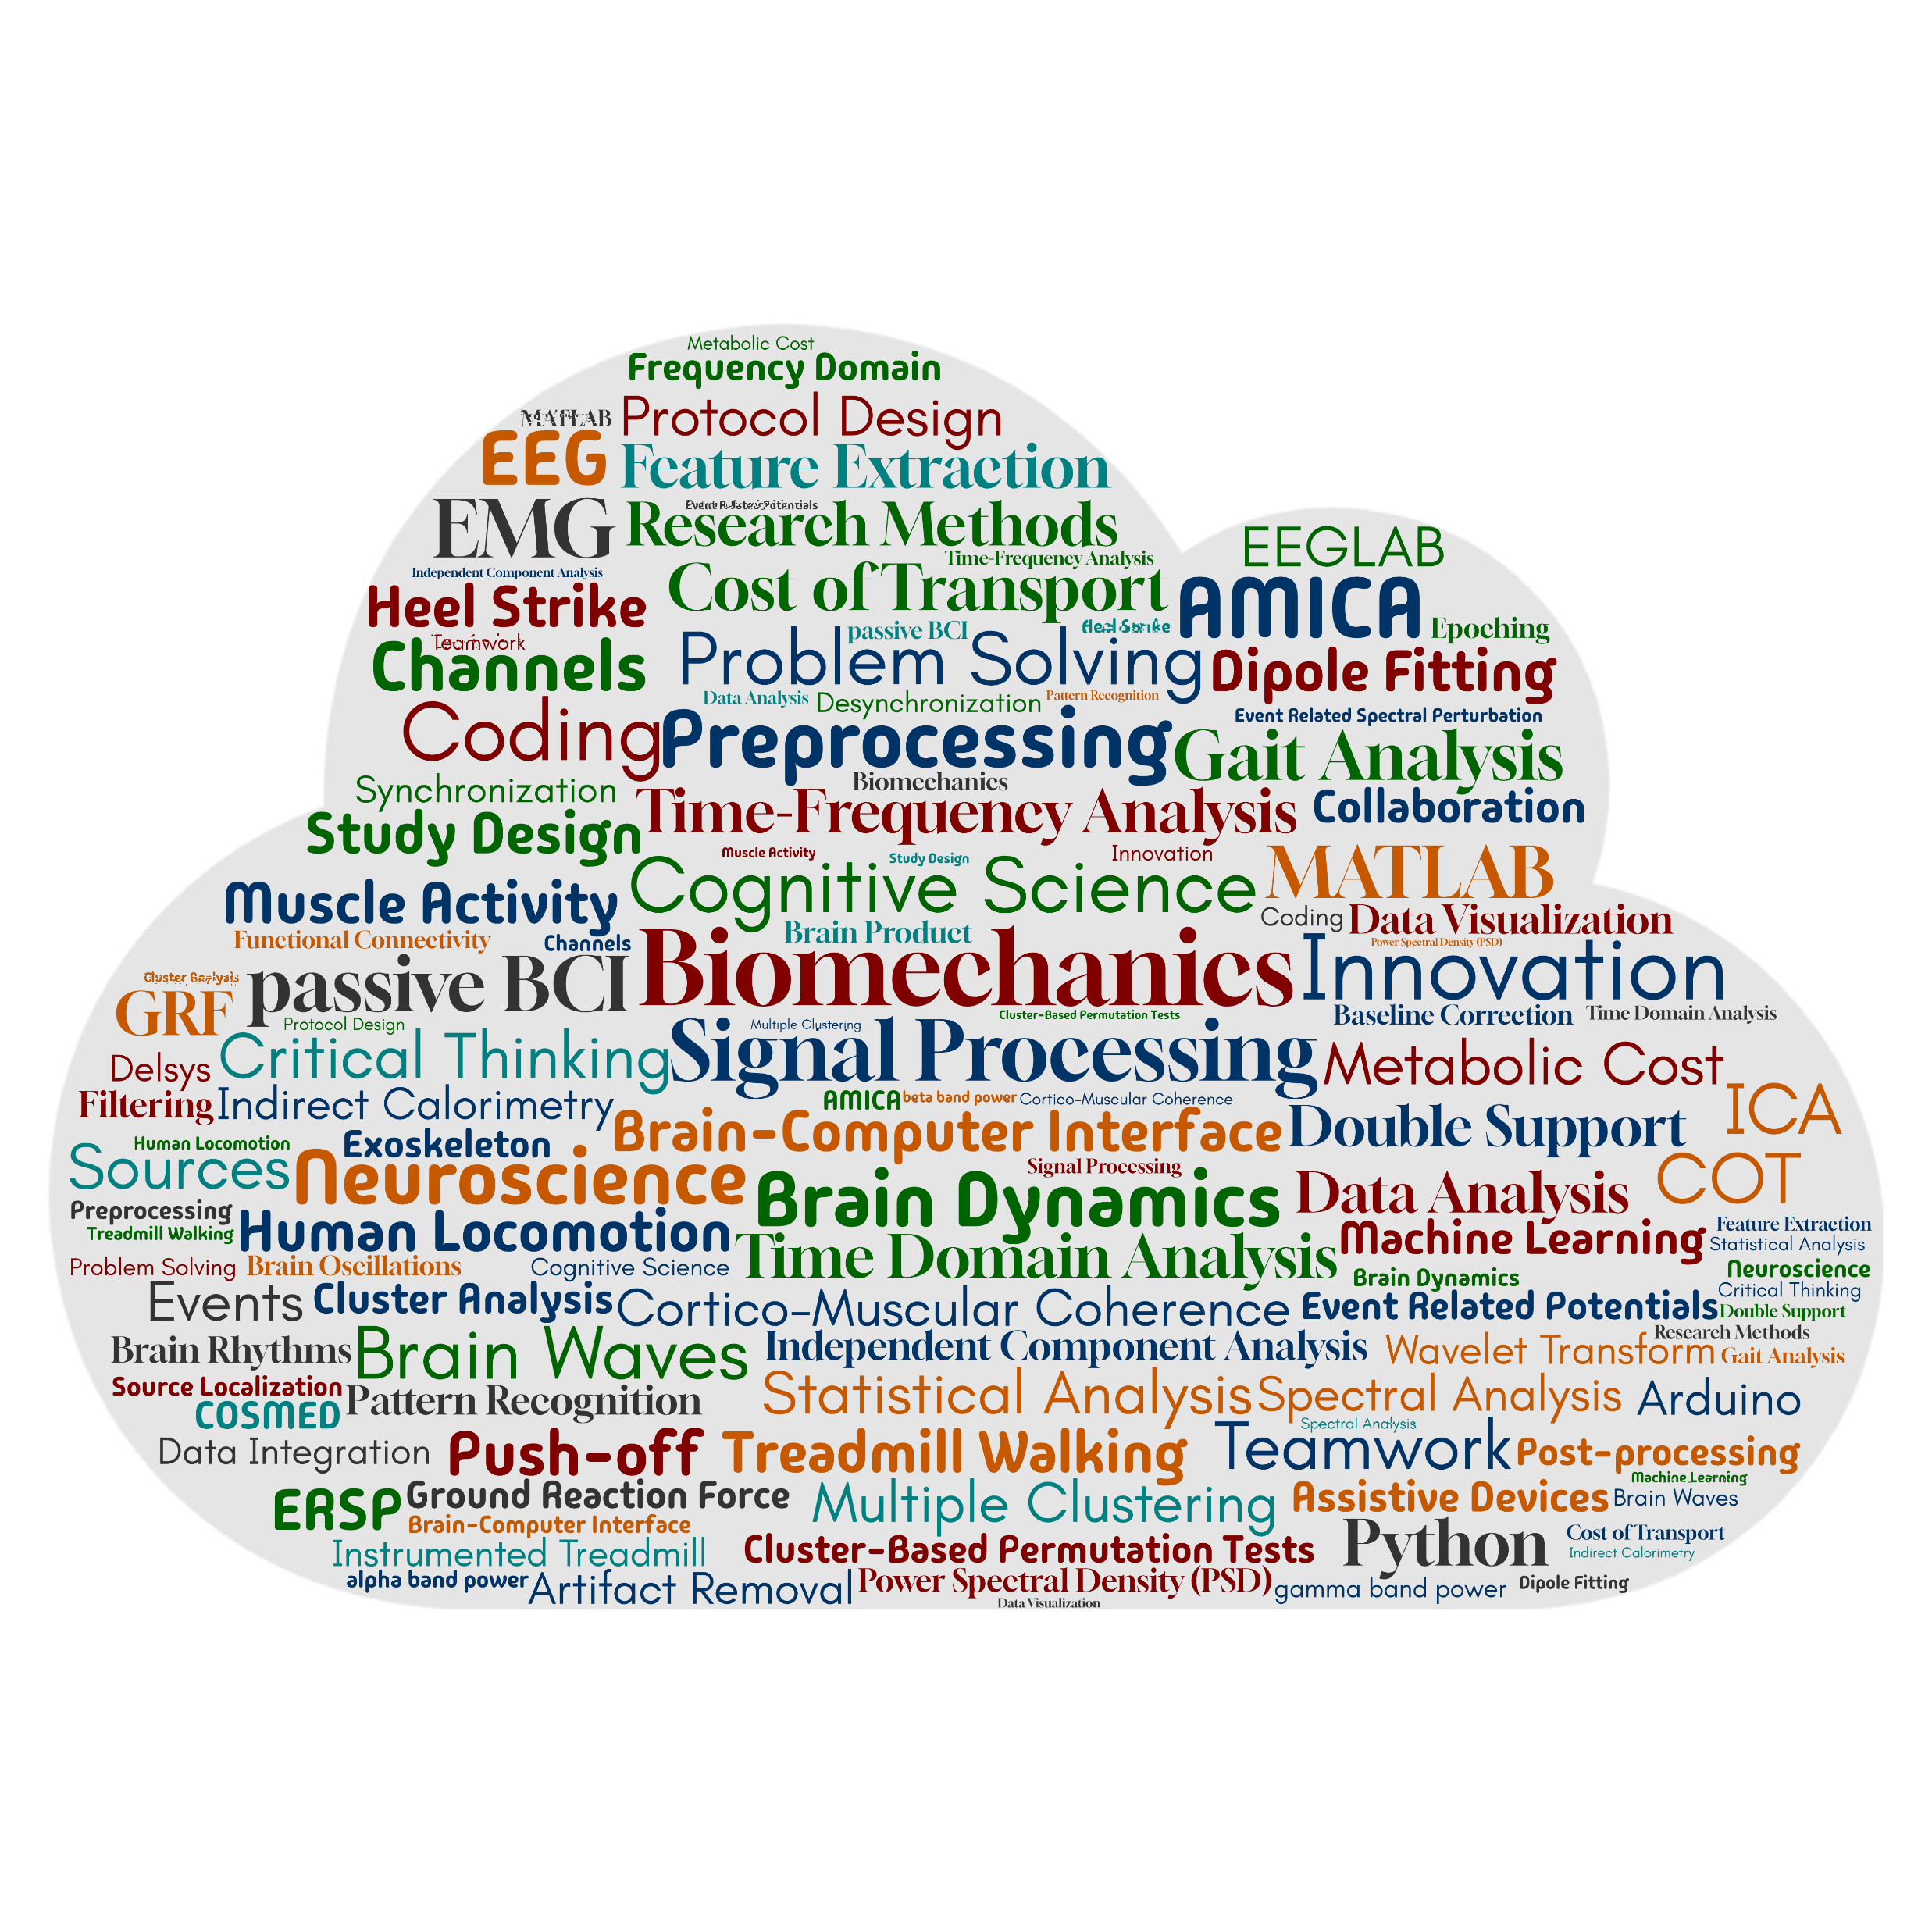 Metabolic Cost
Frequency Domain
MATLAB
Protocol Design
EEG
Feature Extraction
EMG
Event Related Potentials
Research Methods
EEGLAB
Time-Frequency Analysis
Independent Component Analysis
Cost of Transport
AMICA
Heel Strike
passive BCI
Heel Strike
Epoching
Teamwork
Channels
Problem Solving
Dipole Fitting
Data Analysis
Desynchronization
Pattern Recognition
Coding
Preprocessing
Event Related Spectral Perturbation
Gait Analysis
Synchronization
Biomechanics
Study Design
Time-Frequency Analysis
Collaboration
Muscle Activity
Study Design
Innovation
Muscle Activity
Cognitive Science
MATLAB
Functional Connectivity
Channels
Brain Product
Coding
Data Visualization
Power Spectral Density (PSD)
Cluster Analysis
passive BCI
Biomechanics
Innovation
GRF
Protocol Design
Multiple Clustering
Cluster-Based Permutation Tests
Baseline Correction
Time Domain Analysis
Delsys
Critical Thinking
Signal Processing
Metabolic Cost
Filtering
Indirect Calorimetry
AMICA
beta band power
Cortico-Muscular Coherence
ICA
Human Locomotion
Exoskeleton
Brain-Computer Interface
Double Support
Sources
Neuroscience
Signal Processing
COT
Preprocessing
Brain Dynamics
Data Analysis
Treadmill Walking
Human Locomotion
Machine Learning
Feature Extraction
Statistical Analysis
Problem Solving
Brain Oscillations
Cognitive Science
Time Domain Analysis
Brain Dynamics
Neuroscience
Events
Cluster Analysis
Cortico-Muscular Coherence
Event Related Potentials
Critical Thinking
Double Support
Brain Rhythms
Brain Waves
Independent Component Analysis
Wavelet Transform
Research Methods
Gait Analysis
Source Localization
Pattern Recognition
Statistical Analysis
Spectral Analysis
Arduino
COSMED
Spectral Analysis
Data Integration
Push-off
Treadmill Walking
Teamwork
Post-processing
Machine Learning
ERSP
Ground Reaction Force
Multiple Clustering
Assistive Devices
Brain Waves
Brain-Computer Interface
Python
Cost of Transport
Instrumented Treadmill
Cluster-Based Permutation Tests
Indirect Calorimetry
alpha band power
Artifact Removal
Power Spectral Density (PSD)
gamma band power
Dipole Fitting
Data Visualization